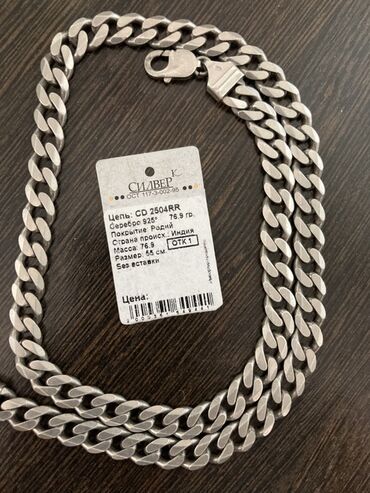 СИЛВЕР К
ОСТ 117-3-002-95
Цепь: CD 2504RR
Серебро 925° 76.9 гр.
Покрытие: Родий
Страна происх.: Индия
Масса: 76.9 ОТК 1
Размер: 55 см.
Без вставки
Цена: